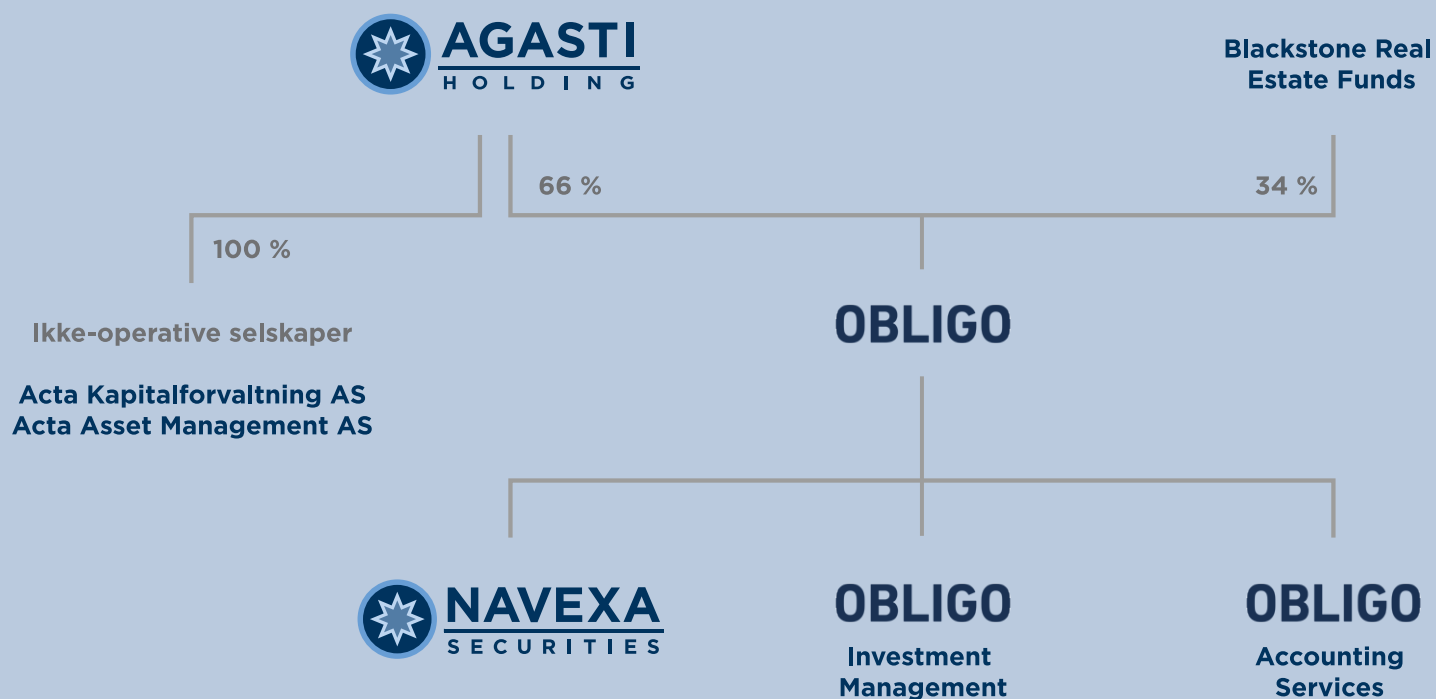 AGASTI
HOLDING
Blackstone Real
Estate Funds
66 %
34 %
100 %
Ikke-operative selskaper
Acta Kapitalforvaltning AS
Acta Asset Management AS
OBLIGO
NAVEXA
SECURITIES
OBLIGO
Investment
Management
OBLIGO
Accounting
Services